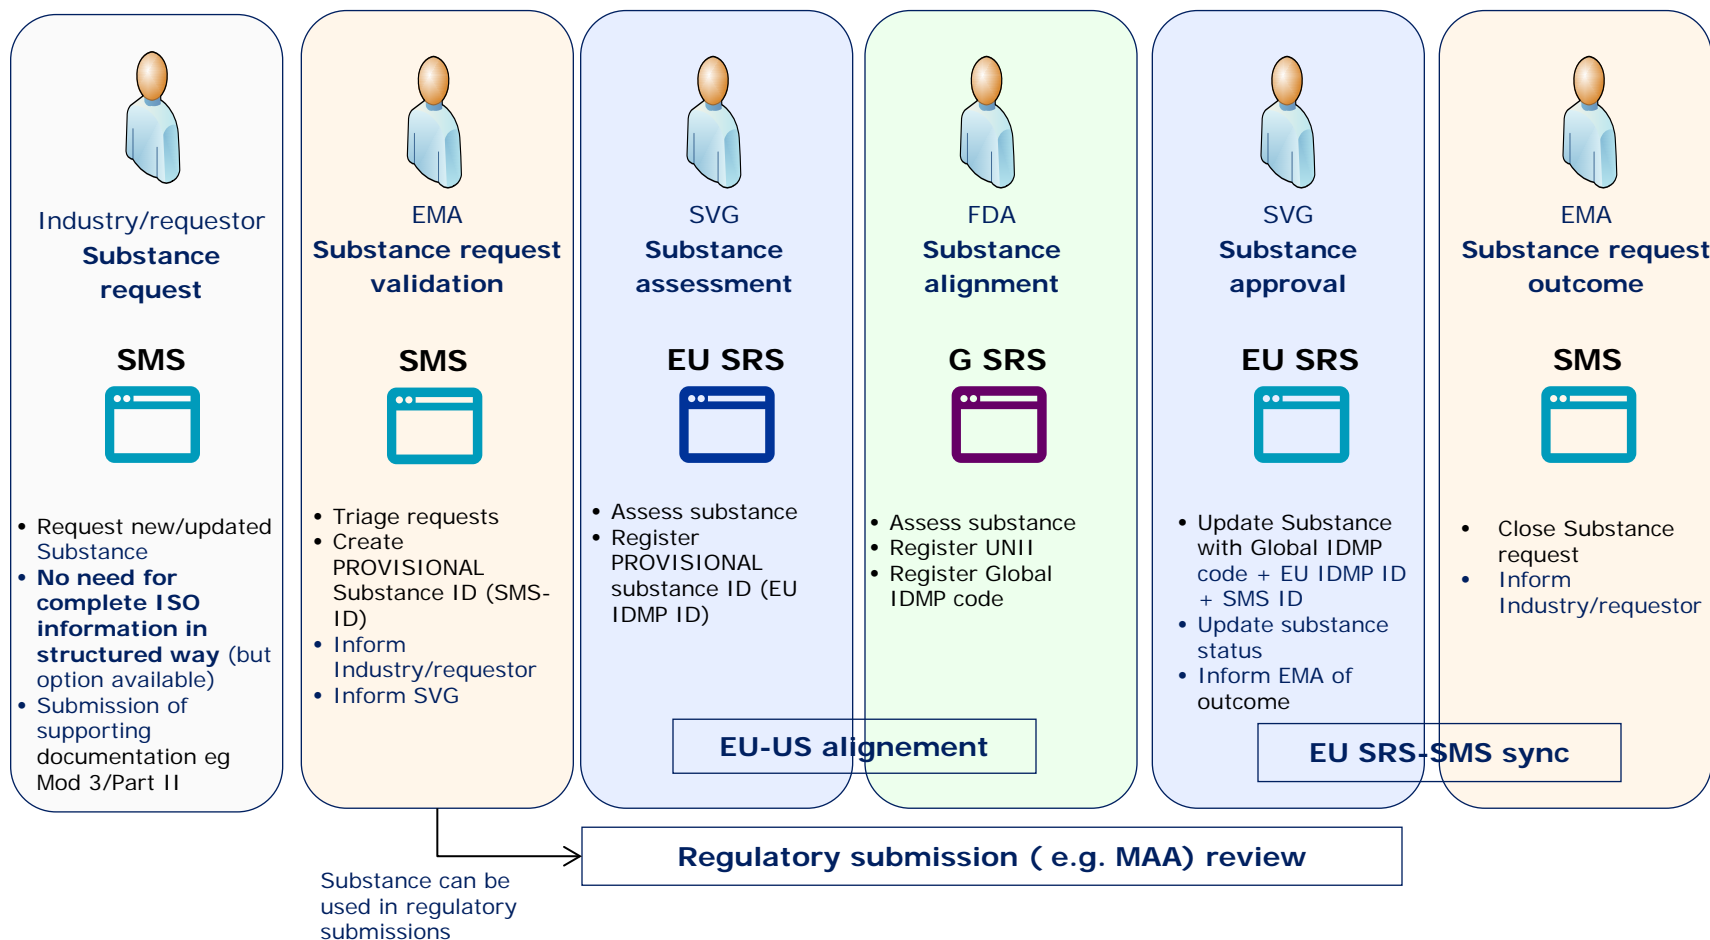 Industry/requestor
Substance
request
SMS
• Request new/updated
Substance
• No need for
complete ISO
information in
structured way (but
option available)
• Submission of
supporting
documentation eg
Mod 3/Part II
EMA
Substance request
validation
SMS
• Triage requests
• Create
PROVISIONAL
Substance ID (SMS-
ID)
• Inform
Industry/requestor
• Inform SVG
SVG
Substance
assessment
EU SRS
• Assess substance
• Register
PROVISIONAL
substance ID (EU
IDMP ID)
FDA
Substance
alignment
G SRS
• Assess substance
• Register UNII
• Register Global
IDMP code
SVG
Substance
approval
EU SRS
• Update Substance
with Global IDMP
code + EU IDMP ID
+ SMS ID
• Update substance
status
• Inform EMA of
outcome
EMA
Substance request
outcome
SMS
• Close Substance
request
• Inform
Industry/requestor
EU-US alignement
EU SRS-SMS sync
Regulatory submission ( e.g. MAA) review
Substance can be
used in regulatory
submissions